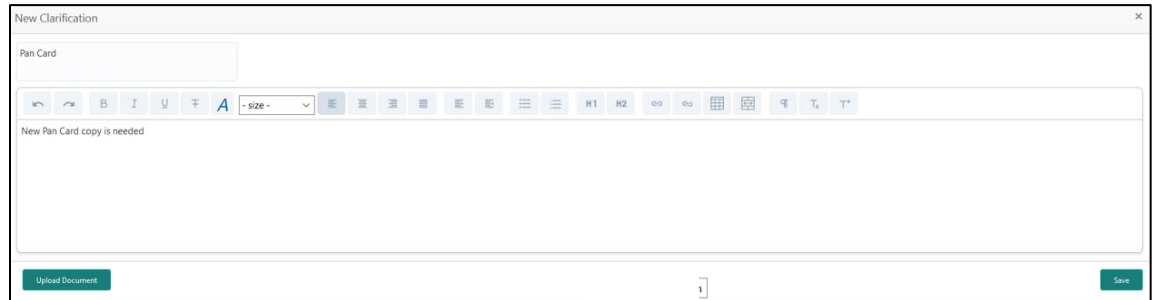 New Clarification
×
Pan Card
B I U T A - size - H1 H2 ¶
New Pan Card copy is needed
Upload Document
Save